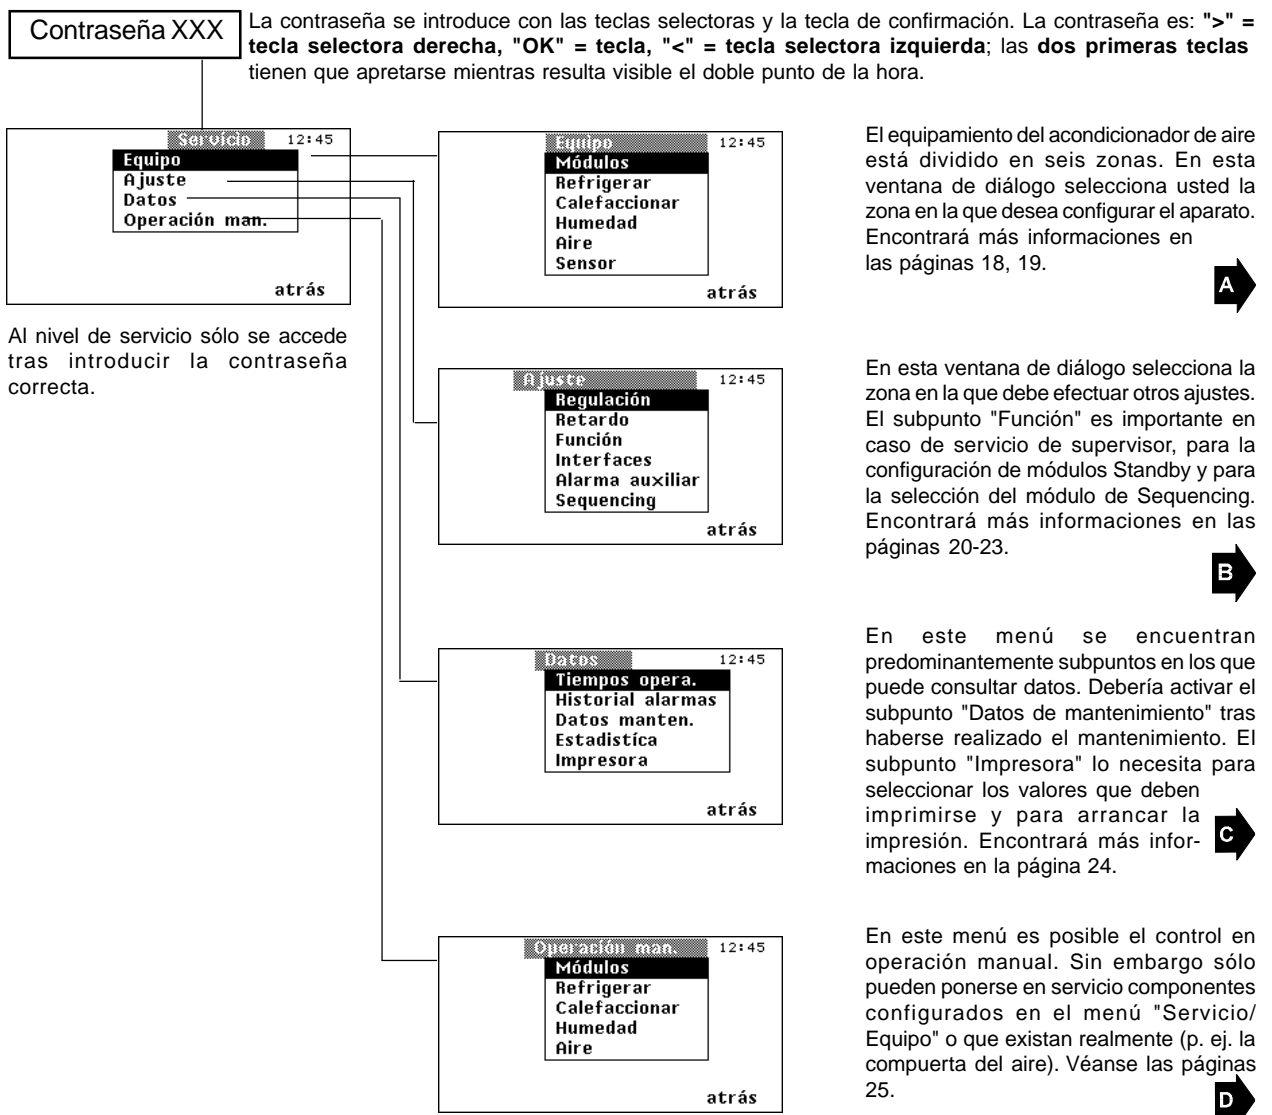 Contraseña XXX
La contraseña se introduce con las teclas selectoras y la tecla de confirmación. La contraseña es: ">" =
tecla selectora derecha, "OK" = tecla, "<" = tecla selectora izquierda; las dos primeras teclas
tienen que apretarse mientras resulta visible el doble punto de la hora.
Servicio 12:45
Equipo
Ajuste
Datos
Operación man.
atrás
Al nivel de servicio sólo se accede
tras introducir la contraseña
correcta.
Equipo 12:45
Módulos
Refrigerar
Calefaccionar
Humedad
Aire
Sensor
atrás
El equipamiento del acondicionador de aire
está dividido en seis zonas. En esta
ventana de diálogo selecciona usted la
zona en la que desea configurar el aparato.
Encontrará más informaciones en
las páginas 18, 19.
A
Ajuste 12:45
Regulación
Retardo
Función
Interfaces
Alarma auxiliar
Sequencing
atrás
En esta ventana de diálogo selecciona la
zona en la que debe efectuar otros ajustes.
El subpunto "Función" es importante en
caso de servicio de supervisor, para la
configuración de módulos Standby y para
la selección del módulo de Sequencing.
Encontrará más informaciones en las
páginas 20-23.
B
Datos 12:45
Tiempos opera.
Historial alarmas
Datos manten.
Estadistíca
Impresora
atrás
En este menú se encuentran
predominantemente subpuntos en los que
puede consultar datos. Debería activar el
subpunto "Datos de mantenimiento" tras
haberse realizado el mantenimiento. El
subpunto "Impresora" lo necesita para
seleccionar los valores que deben
imprimirse y para arrancar la
impresión. Encontrará más infor-
maciones en la página 24.
C
Operación man. 12:45
Módulos
Refrigerar
Calefaccionar
Humedad
Aire
atrás
En este menú es posible el control en
operación manual. Sin embargo sólo
pueden ponerse en servicio componentes
configurados en el menú "Servicio/
Equipo" o que existan realmente (p. ej. la
compuerta del aire). Véanse las páginas
25.
D